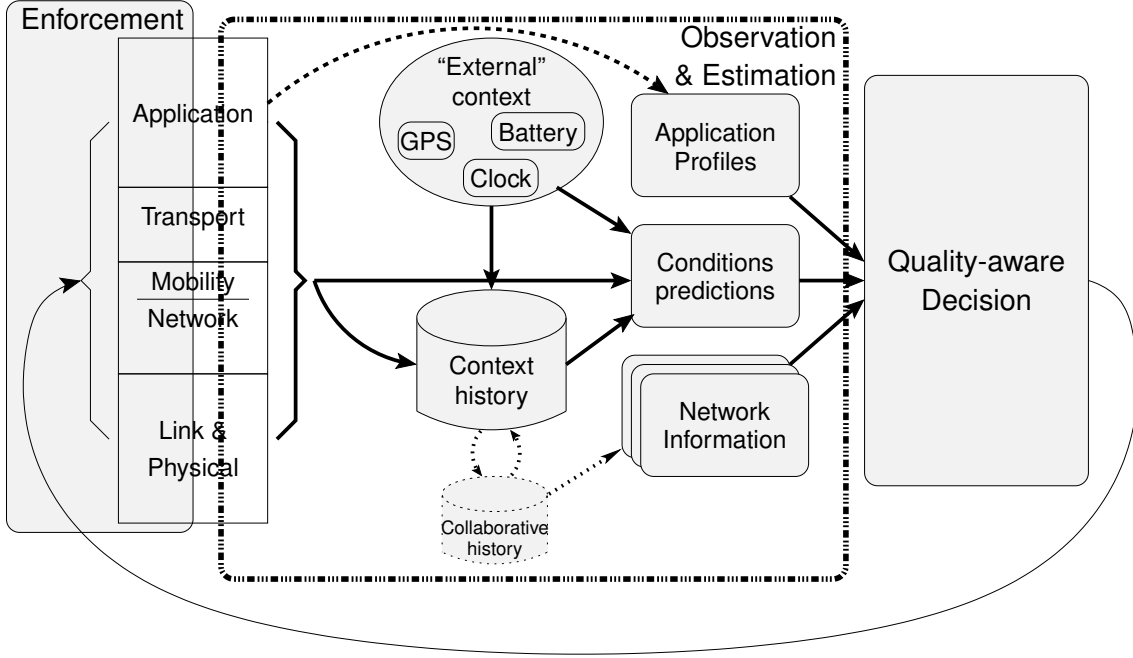 Enforcement
Application
Transport
Mobility
Network
Link &
Physical
Observation
& Estimation
“External”
context
GPS
Battery
Clock
Application
Profiles
Conditions
predictions
Context
history
Network
Information
Collaborative
history
Quality-aware
Decision